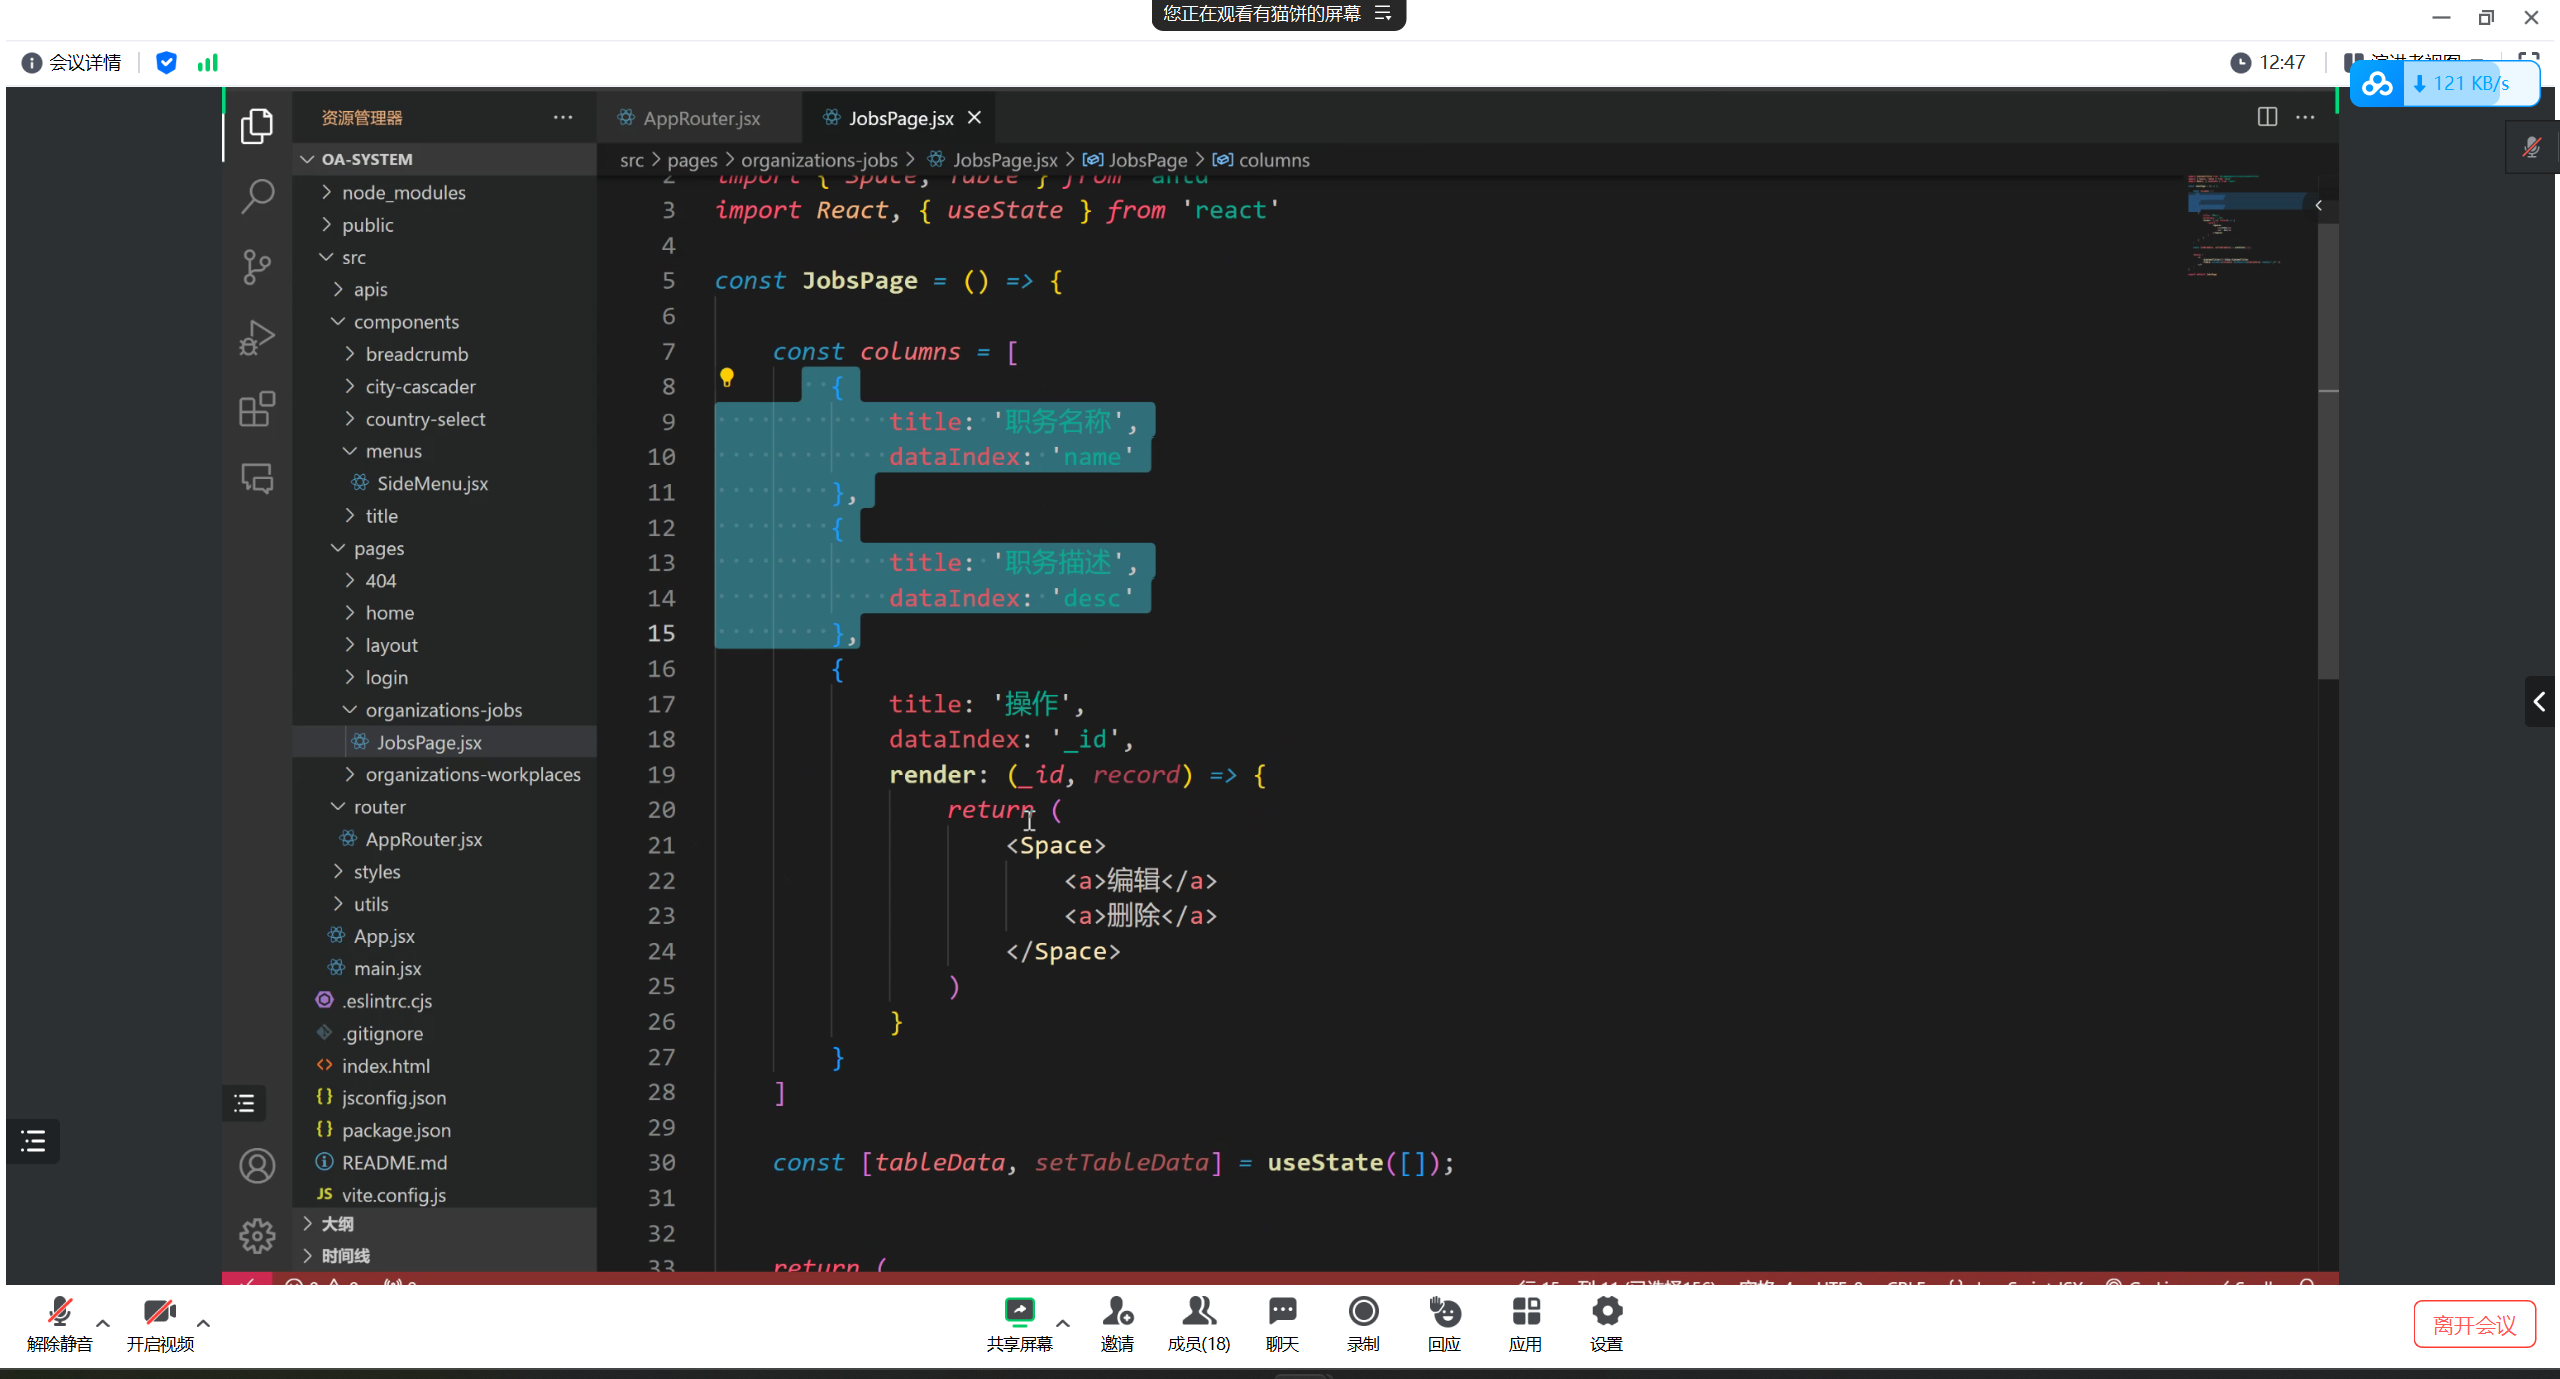 您正在观看有猫饼的屏幕
会议详情
12:47
121 KB/s
资源管理器
AppRouter.jsx
JobsPage.jsx
OA-SYSTEM
src > pages > organizations-jobs > JobsPage.jsx > JobsPage > columns
node_modules
public
src
apis
components
breadcrumb
city-cascader
country-select
menus
SideMenu.jsx
title
pages
404
home
layout
login
organizations-jobs
JobsPage.jsx
organizations-workplaces
router
AppRouter.jsx
styles
utils
App.jsx
main.jsx
.eslintrc.cjs
.gitignore
index.html
jsconfig.json
package.json
README.md
vite.config.js
大纲
时间线
3 import React, { useState } from 'react'
4
5 const JobsPage = () => {
6
7 const columns = [
8 {
9 title: '职务名称',
10 dataIndex: 'name'
11 },
12 {
13 title: '职务描述',
14 dataIndex: 'desc'
15 },
16 {
17 title: '操作',
18 dataIndex: '_id',
19 render: (_id, record) => {
20 return (
21 <Space>
22 <a>编辑</a>
23 <a>删除</a>
24 </Space>
25 )
26 }
27 }
28 ]
29
30 const [tableData, setTableData] = useState([]);
31
32
33 return (
解除静音
开启视频
共享屏幕
邀请
成员(18)
聊天
录制
回应
应用
设置
离开会议